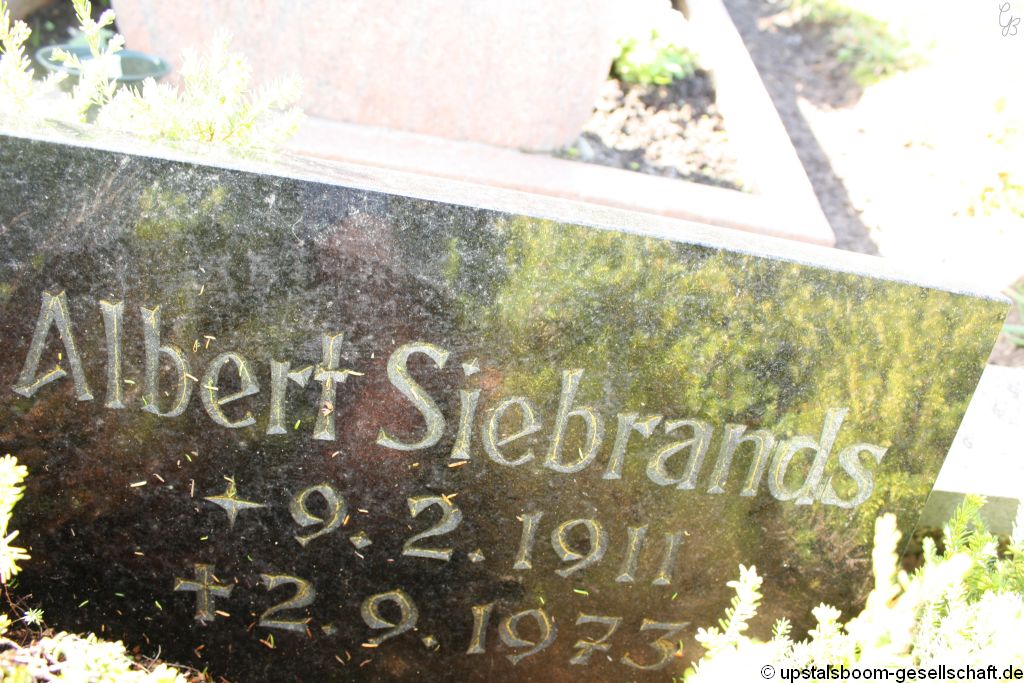 Albert Siebrands
9. 2. 1911
† 2. 9. 1973
© upstalsboom-gesellschaft.de